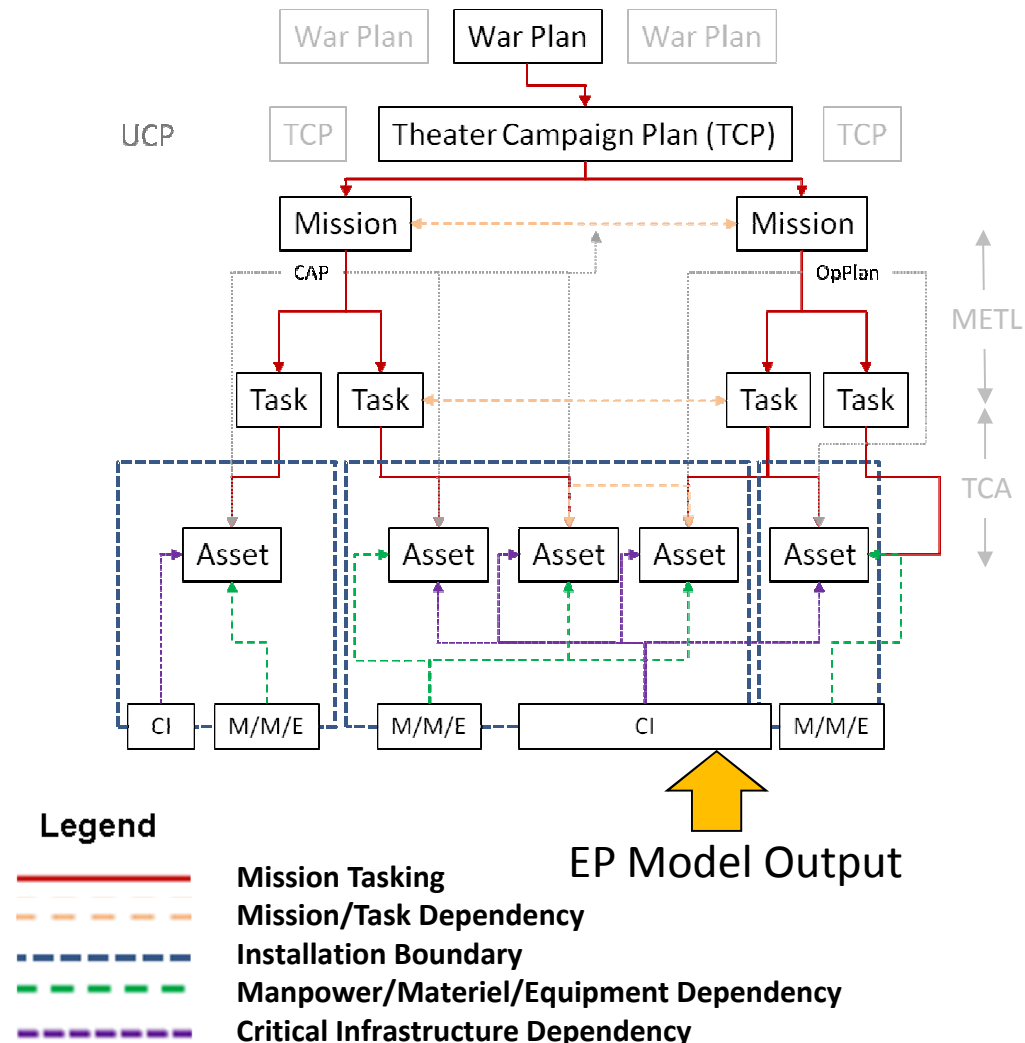 War Plan War Plan War Plan
UCP TCP Theater Campaign Plan (TCP) TCP
Mission Mission
CAP OpPlan
METL
Task Task Task Task
TCA
Asset Asset Asset Asset Asset
CI M/M/E M/M/E CI M/M/E
EP Model Output
Legend
Mission Tasking
Mission/Task Dependency
Installation Boundary
Manpower/Materiel/Equipment Dependency
Critical Infrastructure Dependency